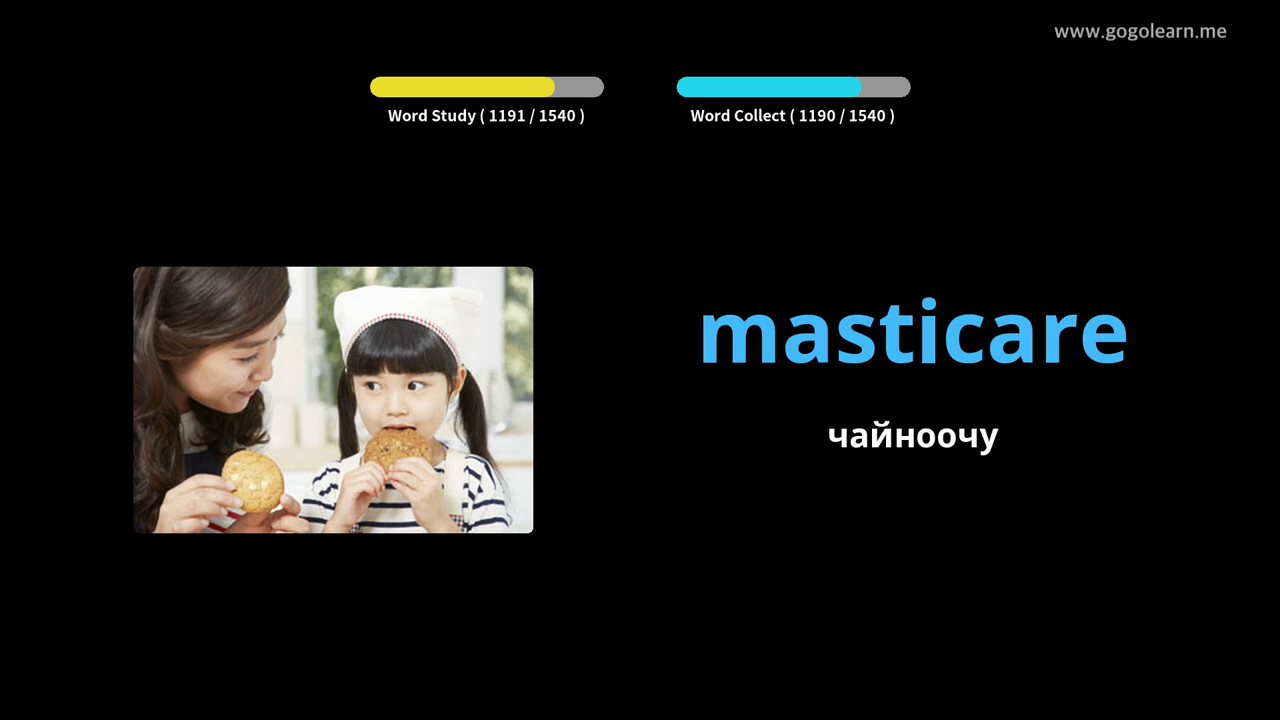 www.gogolearn.me
Word Study ( 1191 / 1540 )
Word Collect ( 1190 / 1540 )
masticare
чайноочу